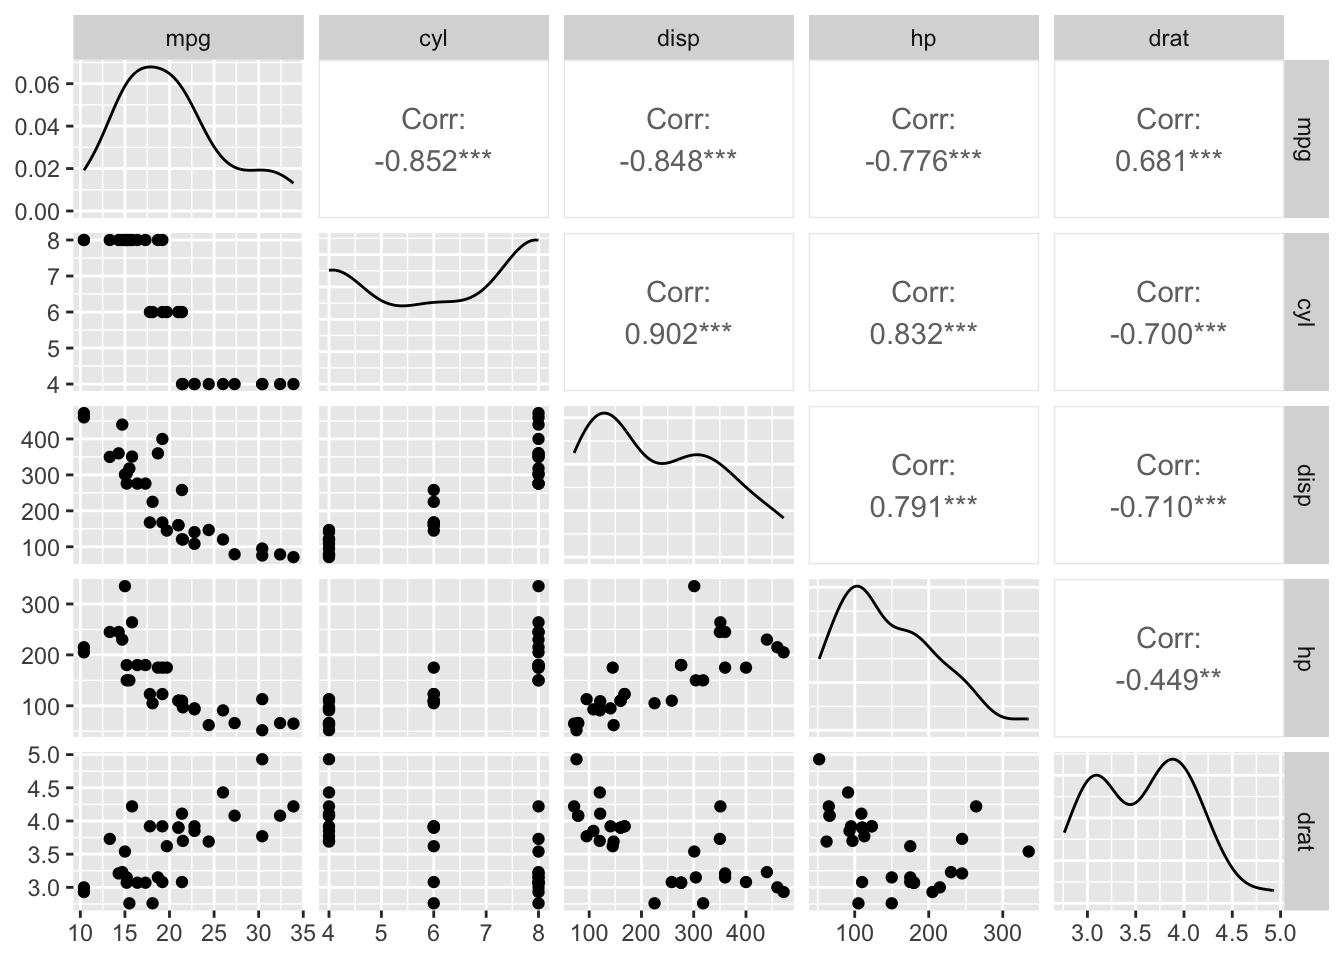 mpg cyl disp hp drat
0.06
0.04
0.02
0.00
Corr:
-0.852***
Corr:
-0.848***
Corr:
-0.776***
Corr:
0.681***
mpg
8
7
6
5
4
Corr:
0.902***
Corr:
0.832***
Corr:
-0.700***
cyl
400
300
200
100
Corr:
0.791***
Corr:
-0.710***
disp
300
200
100
Corr:
-0.449**
hp
5.0
4.5
4.0
3.5
3.0
drat
10 15 20 25 30 35 4 5 6 7 8 100 200 300 400 100 200 300 3.0 3.5 4.0 4.5 5.0